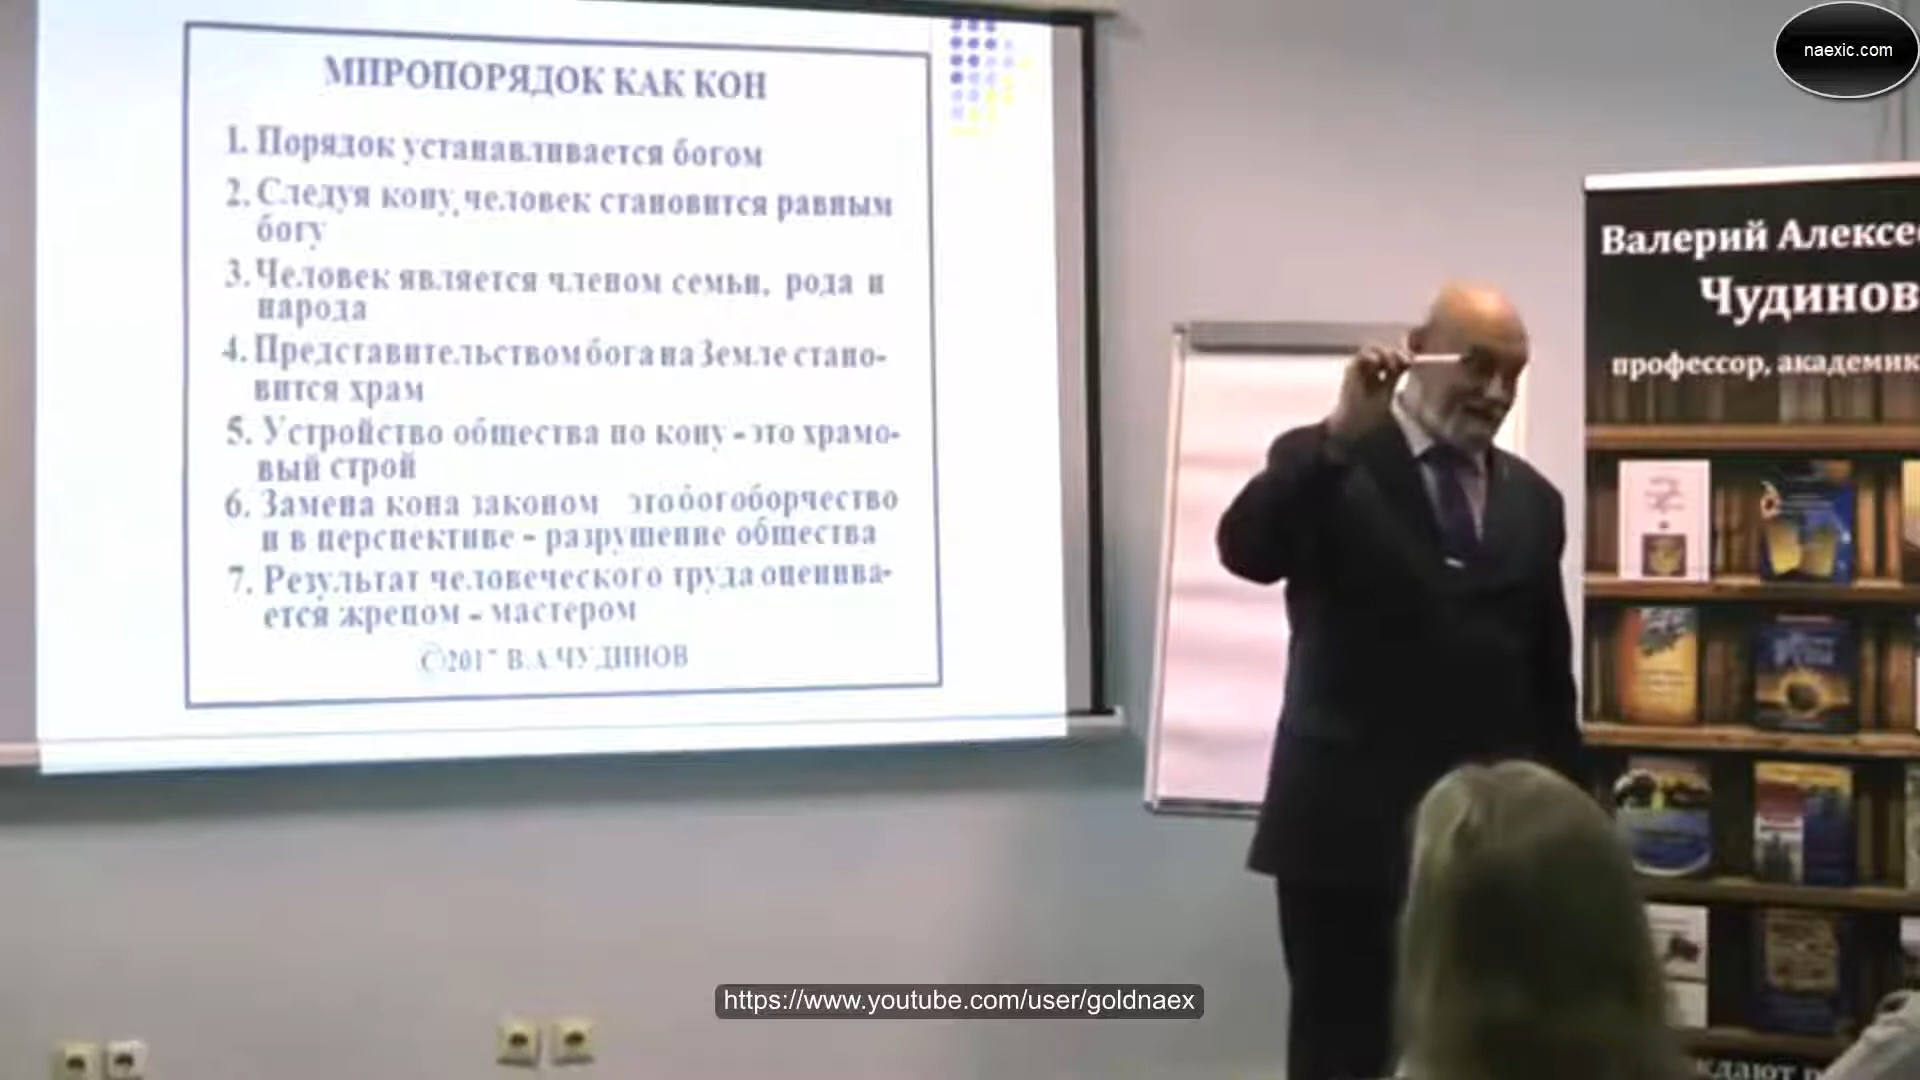 МИРОПОРЯДОК КАК КОН
1. Порядок устанавливается богом
2. Следуя кону, человек становится равным
богу
3. Человек является членом семьи, рода и
народа
4. Представительством бога на Земле стано-
вится храм
5. Устройство общества по кону - это храмо-
вый строй
6. Замена кона законом это богоборчество
и в перспективе - разрушение общества
7. Результат человеческого труда оценива-
ется жрецом - мастером
©2017 В.А.ЧУДИНОВ
naexic.com
Валерий Алексе
Чудинов
профессор, академик
https://www.youtube.com/user/goldnaex